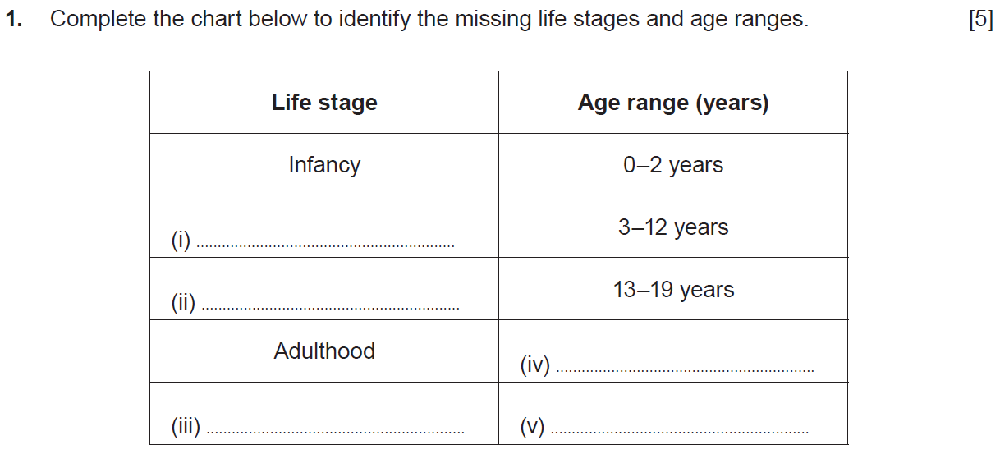 1. Complete the chart below to identify the missing life stages and age ranges. [5]
Life stage Age range (years)
Infancy 0–2 years
(i) ............................................................ 3–12 years
(ii) ............................................................ 13–19 years
Adulthood (iv) ............................................................
(iii) ............................................................ (v) ............................................................